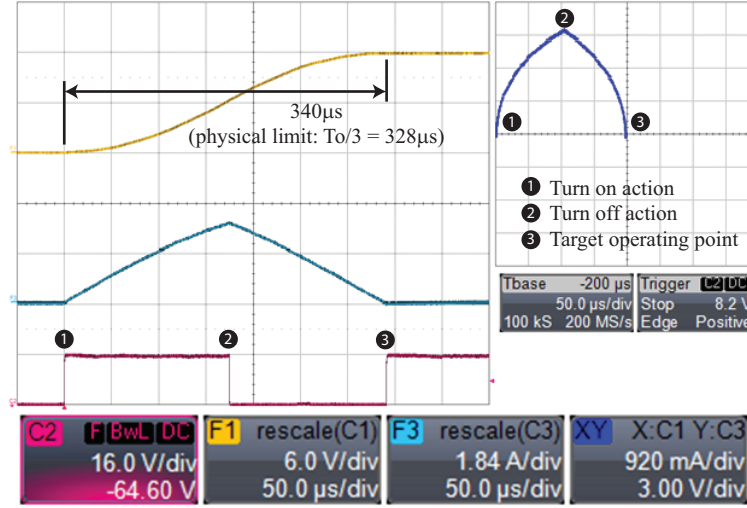 2
340µs
(physical limit: To/3 = 328µs)
1
3
1 Turn on action
2 Turn off action
3 Target operating point
Tbase -200 µs
50.0 µs/div
100 kS 200 MS/s
Trigger C2 DC
Stop 8.2 V
Edge Positive
1
2
3
C2 F BwL DC
16.0 V/div
-64.60 V
F1 rescale(C1)
6.0 V/div
50.0 µs/div
F3 rescale(C3)
1.84 A/div
50.0 µs/div
XY X:C1 Y:C3
920 mA/div
3.00 V/div